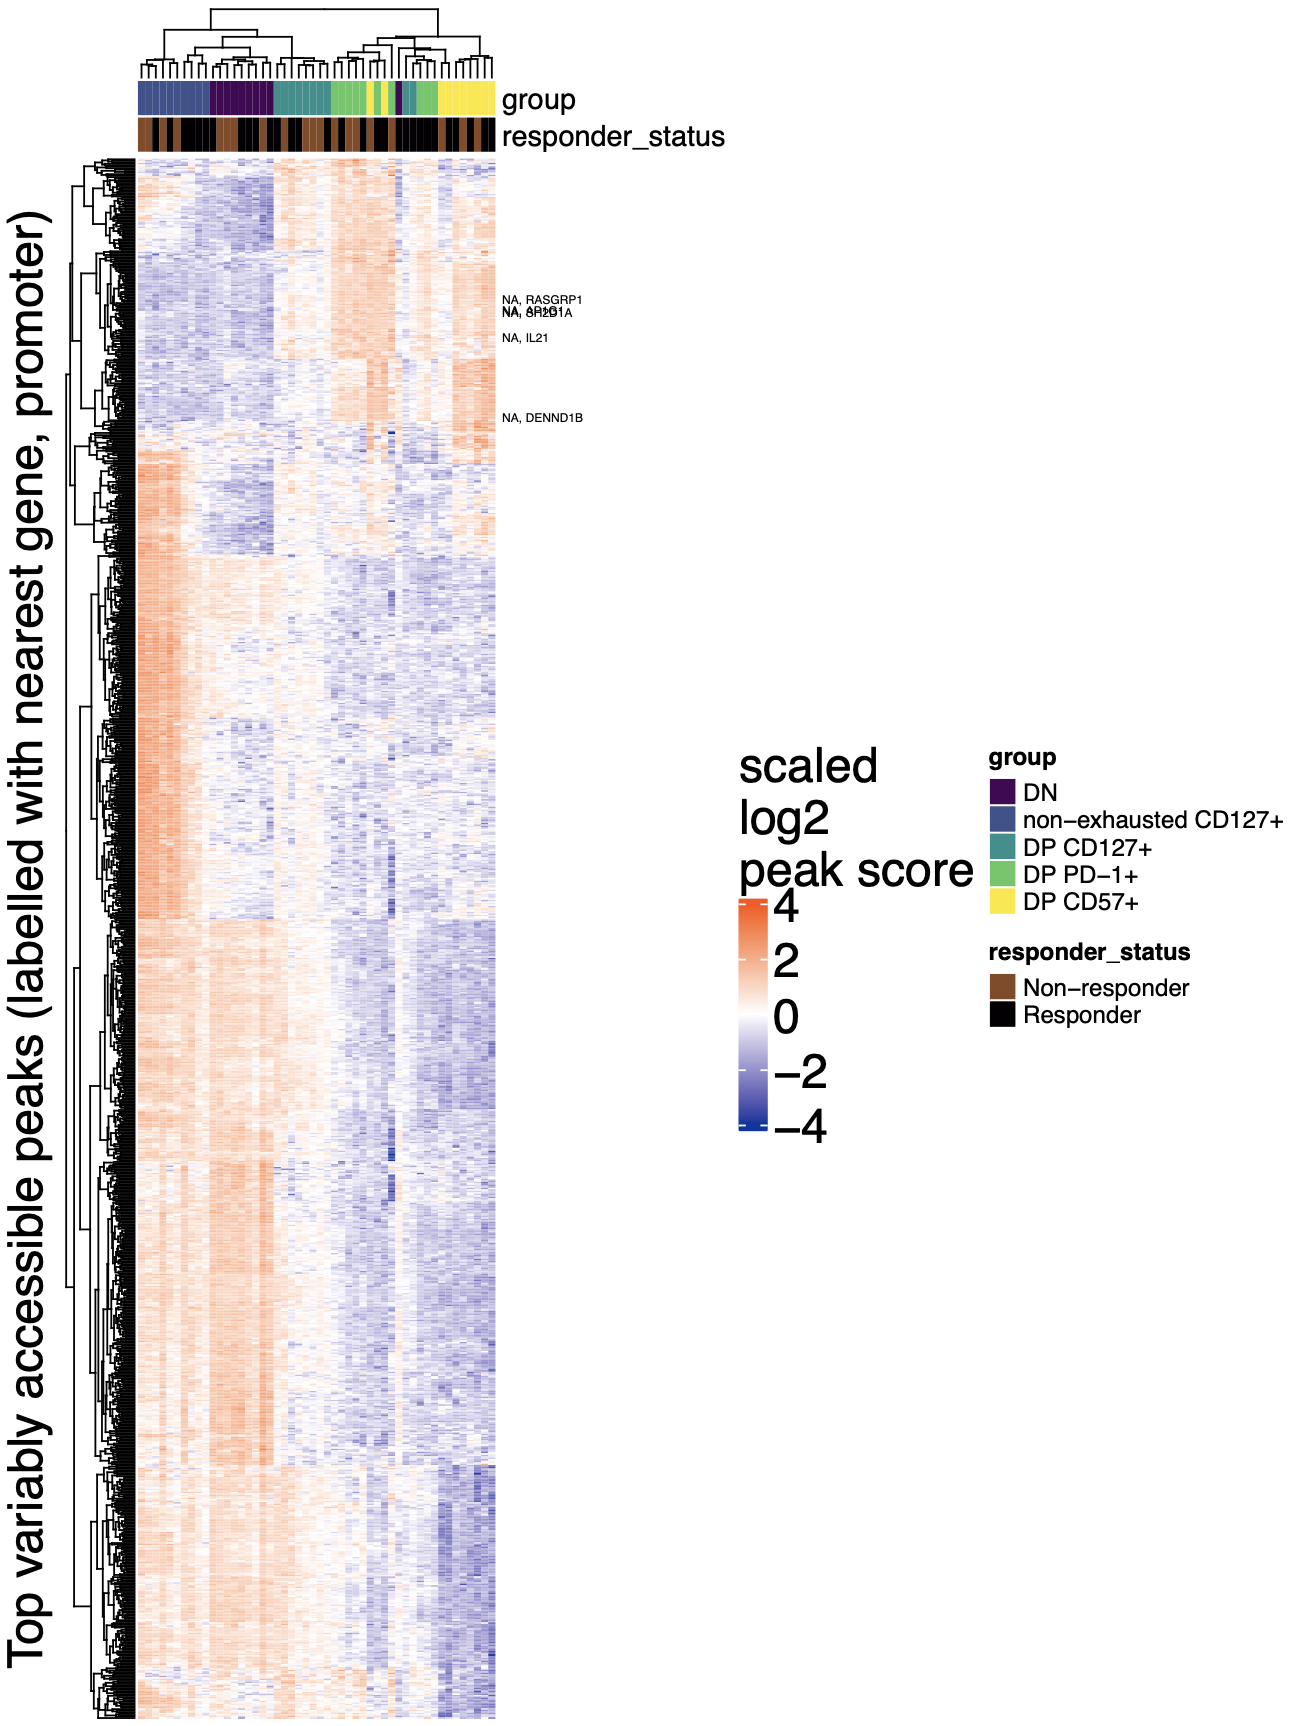 group
responder_status
Top variably accessible peaks (labelled with nearest gene, promoter)
NA, RASGRP1
NA,
NA, IL21
NA, DENND1B
scaled
log2
peak score
4
2
0
−2
−4
group
DN
non−exhausted CD127+
DP CD127+
DP PD−1+
DP CD57+
responder_status
Non−responder
Responder